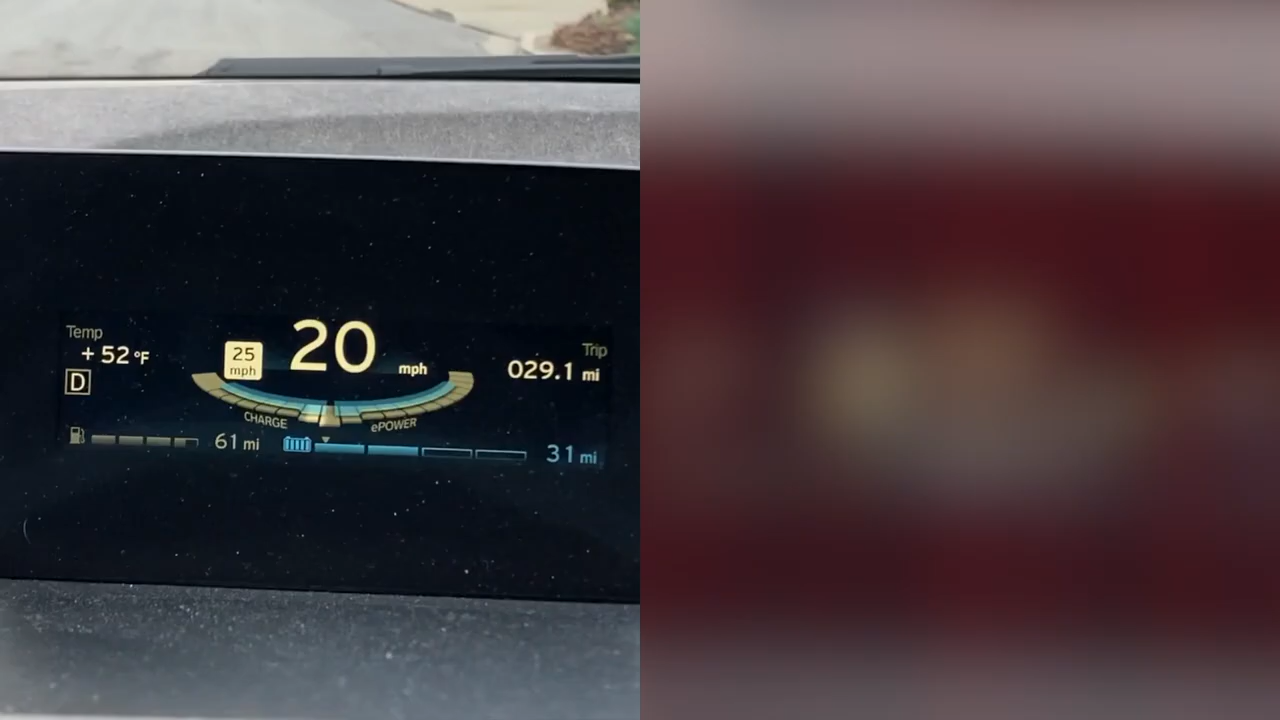 Temp
+ 52 °F
D
25
mph
20 mph
Trip
029.1 mi
CHARGE
ePOWER
61 mi
31 mi